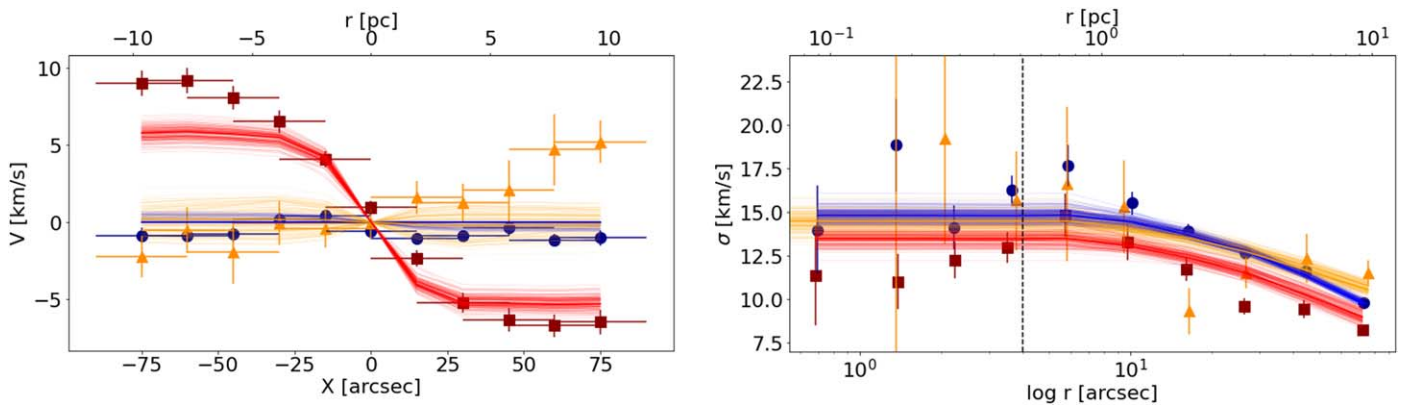 r [pc]
−10 −5 0 5 10
10
5
0
−5
V [km/s]
−75 −50 −25 0 25 50 75
X [arcsec]
r [pc]
10⁻¹ 10⁰ 10¹
22.5
20.0
17.5
15.0
12.5
10.0
7.5
σ [km/s]
10⁰ 10¹
log r [arcsec]